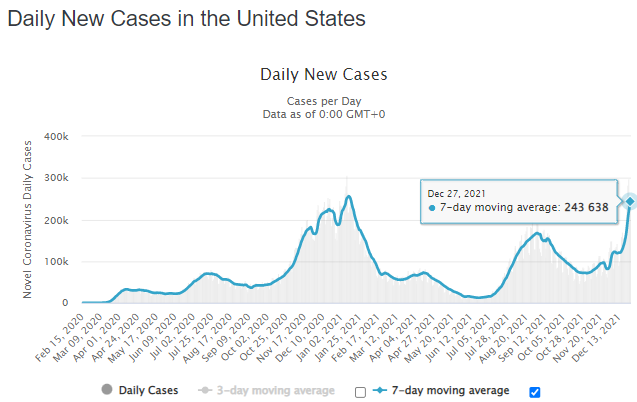 Daily New Cases in the United States
Daily New Cases
Cases per Day
Data as of 0:00 GMT+0
Novel Coronavirus Daily Cases
400k
300k
200k
100k
0
Dec 27, 2021
7-day moving average: 243 638
Feb 15, 2020
Mar 09, 2020
Apr 01, 2020
Apr 24, 2020
May 17, 2020
Jun 09, 2020
Jul 02, 2020
Jul 25, 2020
Aug 17, 2020
Sep 09, 2020
Oct 02, 2020
Oct 25, 2020
Nov 17, 2020
Dec 10, 2020
Jan 02, 2021
Jan 25, 2021
Feb 17, 2021
Mar 12, 2021
Apr 04, 2021
Apr 27, 2021
May 20, 2021
Jun 12, 2021
Jul 05, 2021
Jul 28, 2021
Aug 20, 2021
Sep 12, 2021
Oct 05, 2021
Oct 28, 2021
Nov 20, 2021
Dec 13, 2021
Daily Cases 3-day moving average 7-day moving average